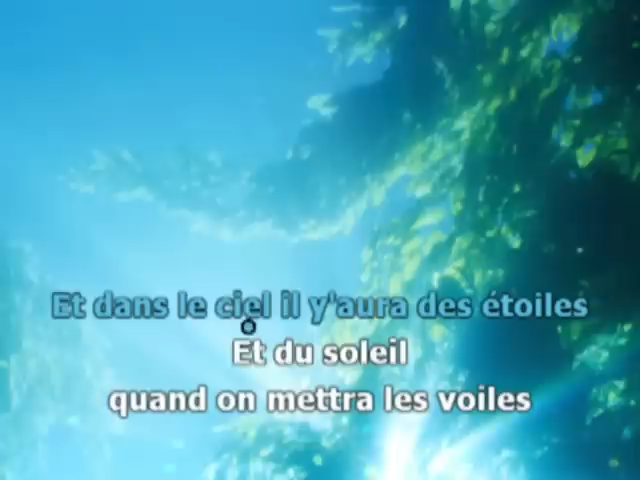 Et dans le ciel il y'aura des étoiles
Et du soleil
quand on mettra les voiles